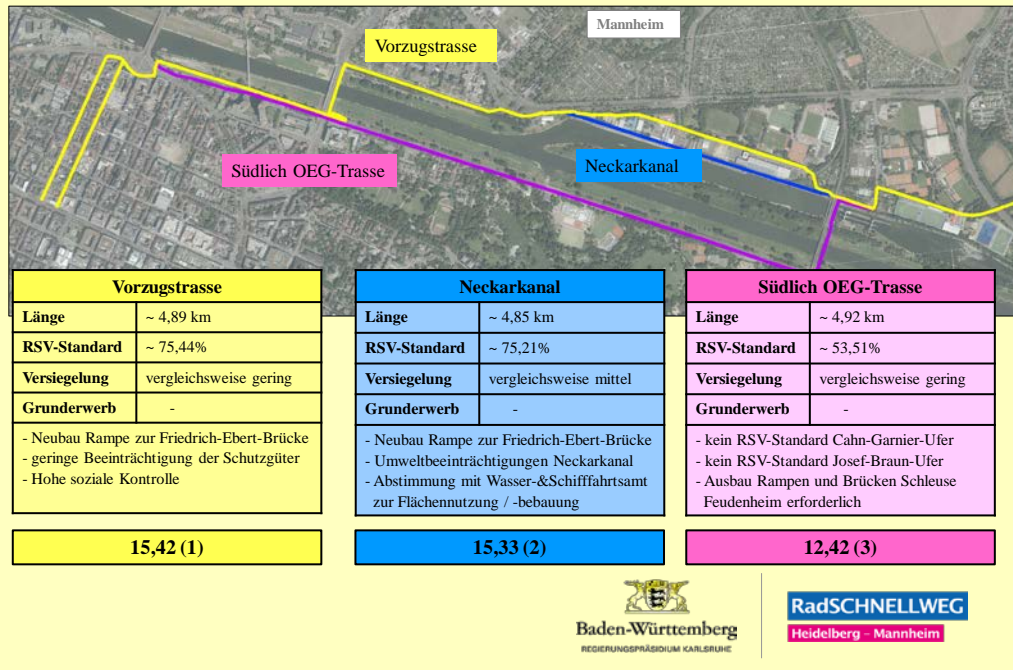 Mannheim
Vorzugstrasse
Südlich OEG-Trasse
Neckarkanal
Vorzugstrasse
Länge ~ 4,89 km
RSV-Standard ~ 75,44%
Versiegelung vergleichsweise gering
Grunderwerb -
- Neubau Rampe zur Friedrich-Ebert-Brücke
- geringe Beeinträchtigung der Schutzgüter
- Hohe soziale Kontrolle
15,42 (1)
Neckarkanal
Länge ~ 4,85 km
RSV-Standard ~ 75,21%
Versiegelung vergleichsweise mittel
Grunderwerb -
- Neubau Rampe zur Friedrich-Ebert-Brücke
- Umweltbeeinträchtigungen Neckarkanal
- Abstimmung mit Wasser-&Schifffahrtsamt
zur Flächennutzung / -bebauung
15,33 (2)
Südlich OEG-Trasse
Länge ~ 4,92 km
RSV-Standard ~ 53,51%
Versiegelung vergleichsweise gering
Grunderwerb -
- kein RSV-Standard Cahn-Garnier-Ufer
- kein RSV-Standard Josef-Braun-Ufer
- Ausbau Rampen und Brücken Schleuse
Feudenheim erforderlich
12,42 (3)
Baden-Württemberg
REGIERUNGSPRÄSIDIUM KARLSRUHE
RadSCHNELLWEG
Heidelberg – Mannheim